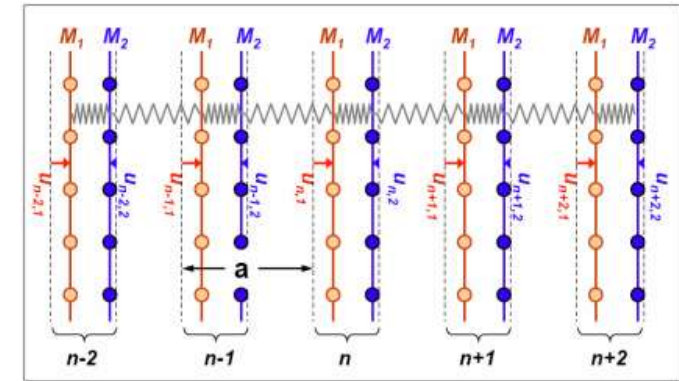 M₁ M₂ M₁ M₂ M₁ M₂ M₁ M₂ M₁ M₂
uₙ₋₂,₁ uₙ₋₂,₂ uₙ₋₁,₁ uₙ₋₁,₂ uₙ,₁ uₙ,₂ uₙ₊₁,₁ uₙ₊₁,₂ uₙ₊₂,₁ uₙ₊₂,₂
a
n-2 n-1 n n+1 n+2